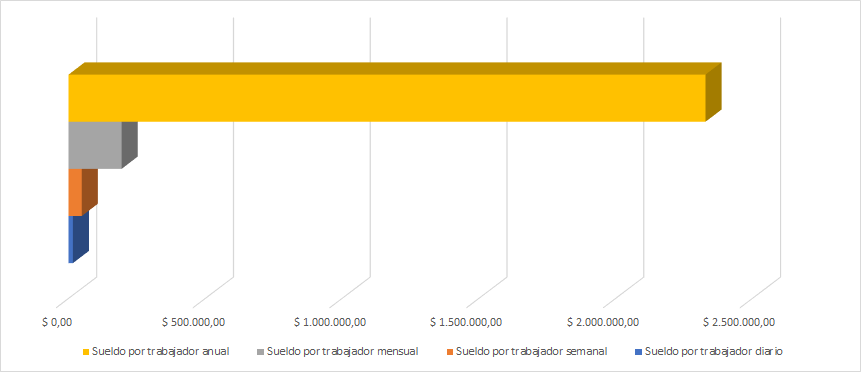 $ 0,00 $ 500.000,00 $ 1.000.000,00 $ 1.500.000,00 $ 2.000.000,00 $ 2.500.000,00
Sueldo por trabajador anual Sueldo por trabajador mensual Sueldo por trabajador semanal Sueldo por trabajador diario